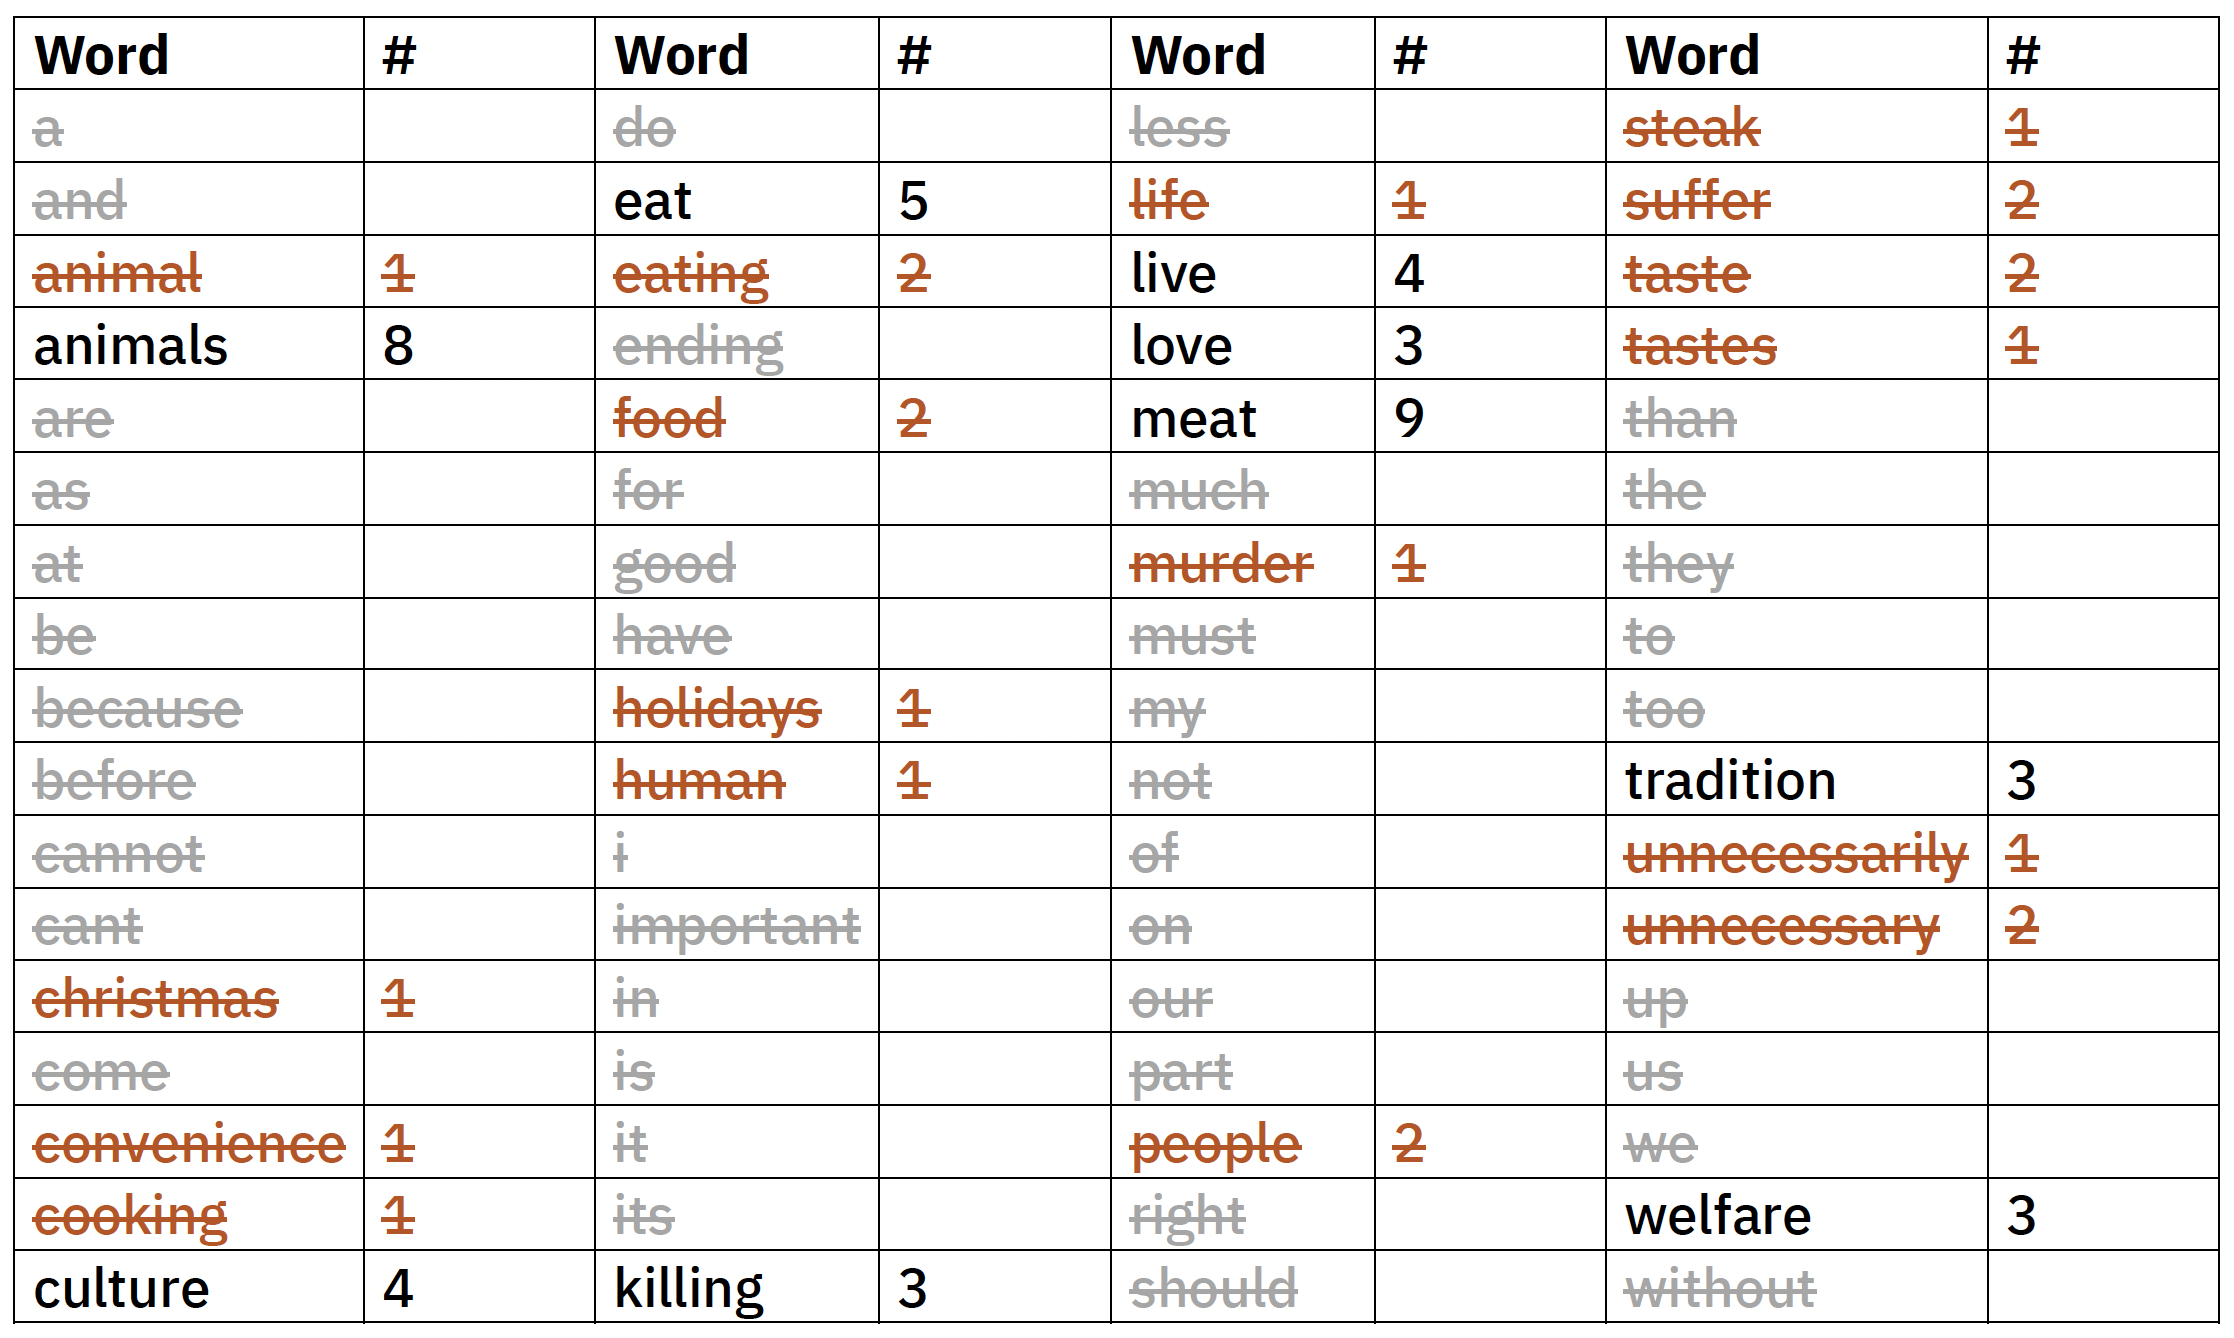 Word # Word # Word # Word #
a do less steak 1
and eat 5 life 1 suffer 2
animal 1 eating 2 live 4 taste 2
animals 8 ending love 3 tastes 1
are food 2 meat 9 than
as for much the
at good murder 1 they
be have must to
because holidays 1 my too
before human 1 not tradition 3
cannot i of unnecessarily 1
cant important on unnecessary 2
christmas 1 in our up
come is part us
convenience 1 it people 2 we
cooking 1 its right welfare 3
culture 4 killing 3 should without